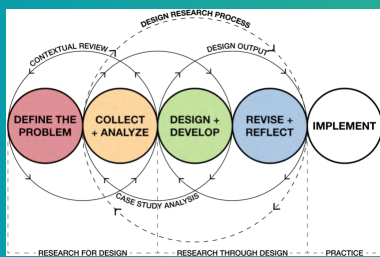 DESIGN RESEARCH PROCESS
CONTEXTUAL REVIEW
DESIGN OUTPUT
DEFINE THE
PROBLEM
COLLECT
+ ANALYZE
DESIGN +
DEVELOP
REVISE +
REFLECT
IMPLEMENT
CASE STUDY ANALYSIS
RESEARCH FOR DESIGN
RESEARCH THROUGH DESIGN
PRACTICE